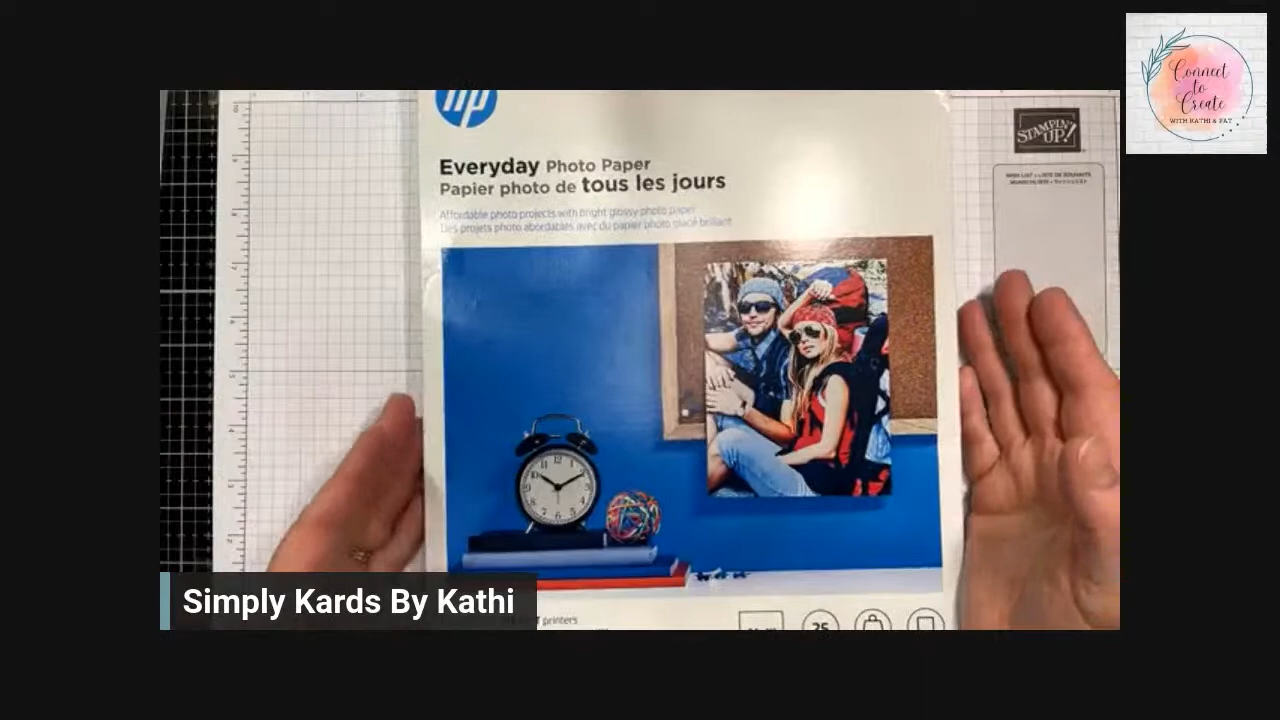 Connect
to
Create
WITH KATHI & PAT
hp
STAMPIN' UP!
Everyday Photo Paper
Papier photo de tous les jours
Affordable photo projects with bright glossy photo paper
Des projets photo abordables avec du papier photo glacé brillant
Simply Kards By Kathi
printers
25